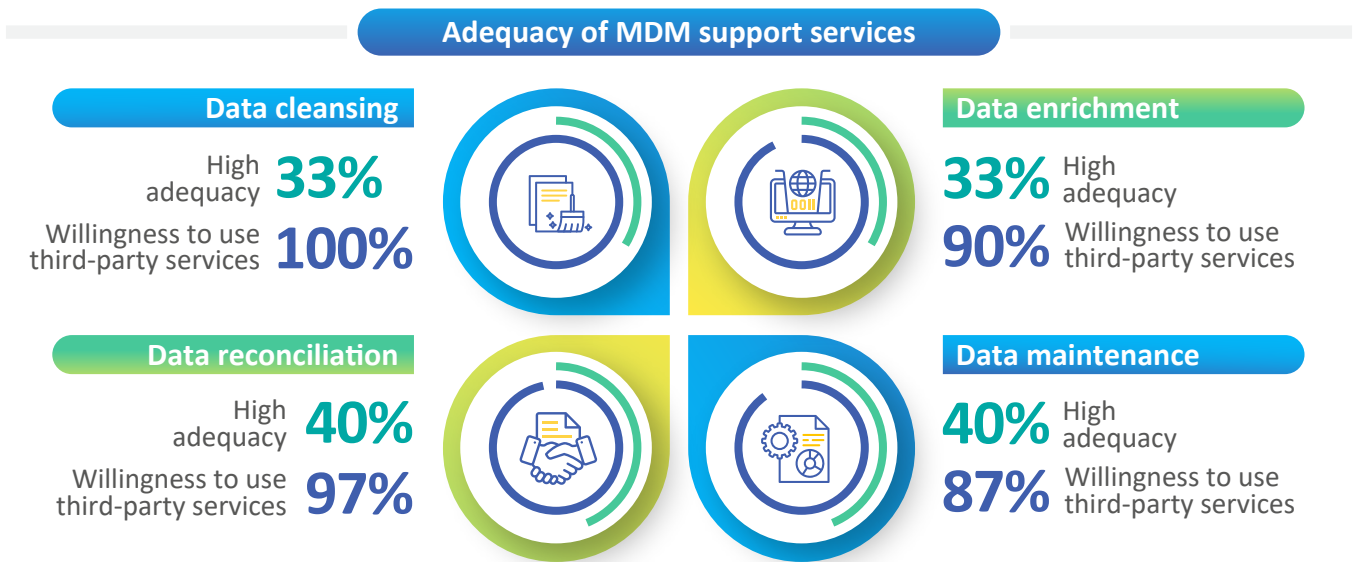 Adequacy of MDM support services
Data cleansing
High
adequacy
33%
Willingness to use
third-party services
100%
Data enrichment
33%
High
adequacy
90%
Willingness to use
third-party services
Data reconciliation
High
adequacy
40%
Willingness to use
third-party services
97%
Data maintenance
40%
High
adequacy
87%
Willingness to use
third-party services